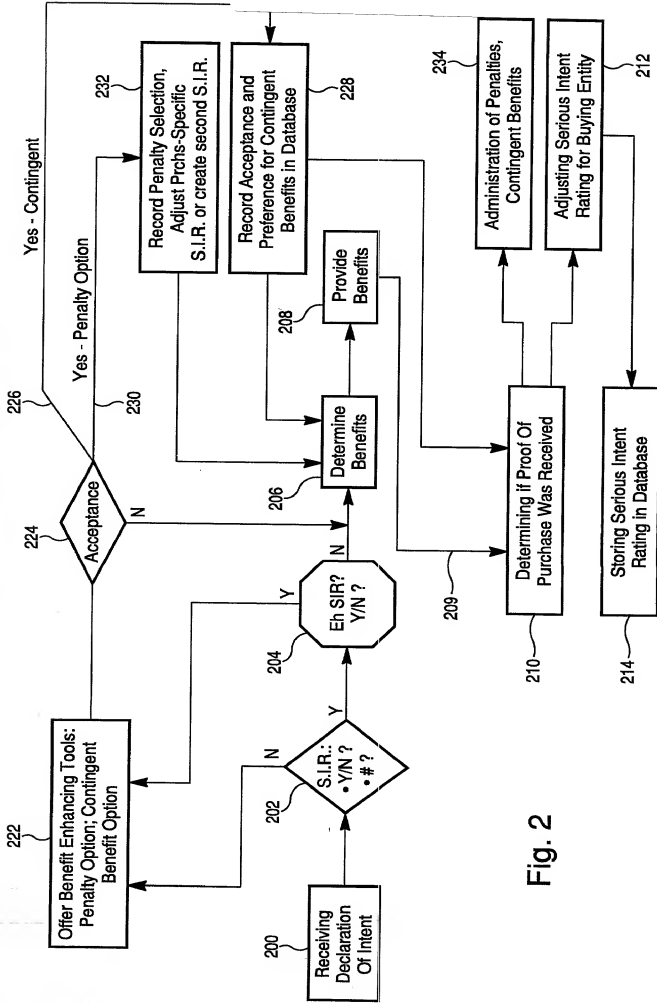 222
Offer Benefit Enhancing Tools:
Penalty Option; Contingent
Benefit Option
224
Acceptance
226
Yes - Contingent
230
Yes - Penalty Option
232
Record Penalty Selection,
Adjust Prchs-Specific
S.I.R. or create second S.I.R.
228
Record Acceptance and
Preference for Contingent
Benefits in Database
N
200
Receiving
Declaration
Of Intent
202
S.I.R.:
• Y/N ?
• # ?
N
Y
204
Eh SIR?
Y/N ?
Y
N
206
Determine
Benefits
208
Provide
Benefits
209
210
Determining if Proof Of
Purchase Was Received
234
Administration of Penalties,
Contingent Benefits
212
Adjusting Serious Intent
Rating for Buying Entity
214
Storing Serious Intent
Rating in Database
Fig. 2